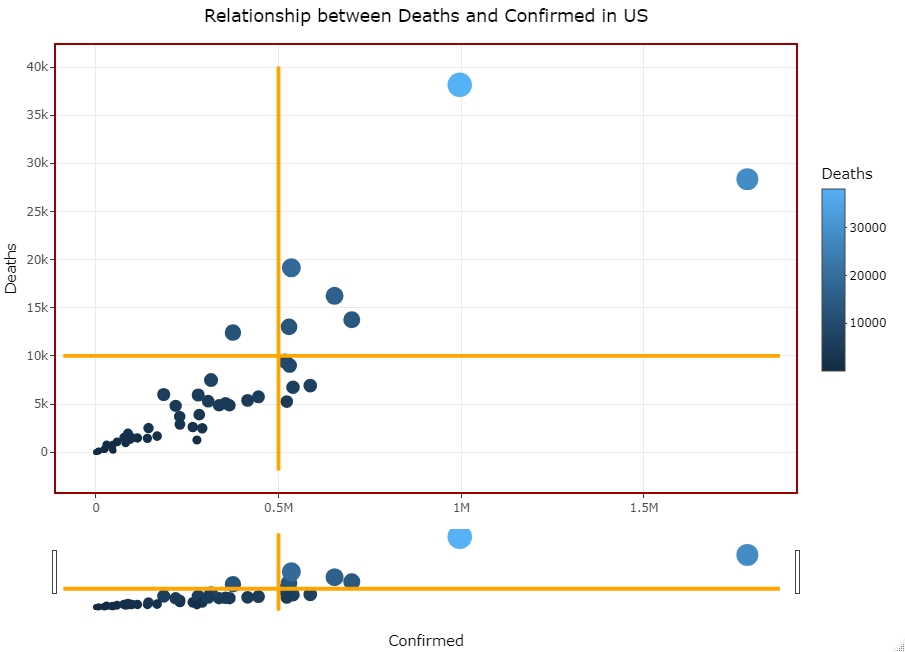 Relationship between Deaths and Confirmed in US
40k
35k
30k
25k
20k
15k
10k
5k
0
Deaths
0
0.5M
1M
1.5M
Confirmed
Deaths
30000
20000
10000